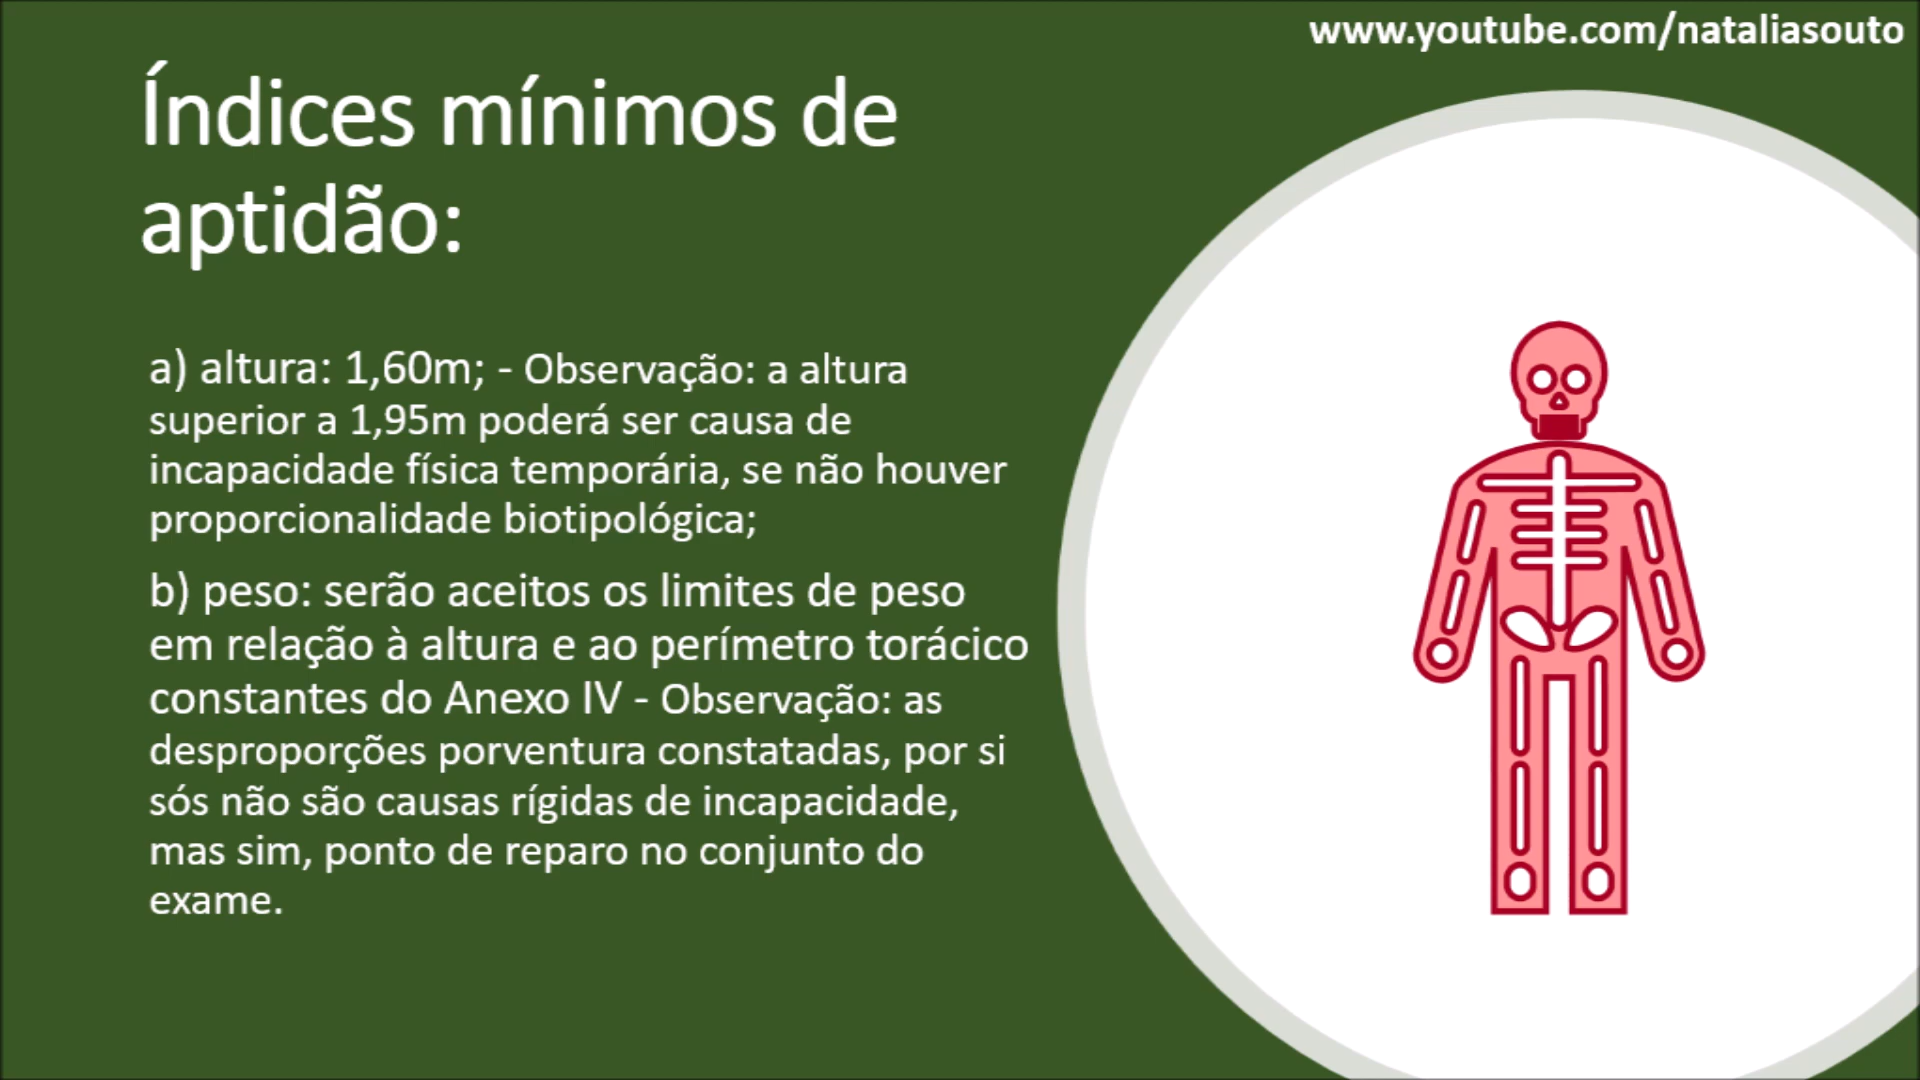 www.youtube.com/nataliasouto
Índices mínimos de
aptidão:
a) altura: 1,60m; - Observação: a altura
superior a 1,95m poderá ser causa de
incapacidade física temporária, se não houver
proporcionalidade biotipológica;
b) peso: serão aceitos os limites de peso
em relação à altura e ao perímetro torácico
constantes do Anexo IV - Observação: as
desproporções porventura constatadas, por si
sós não são causas rígidas de incapacidade,
mas sim, ponto de reparo no conjunto do
exame.